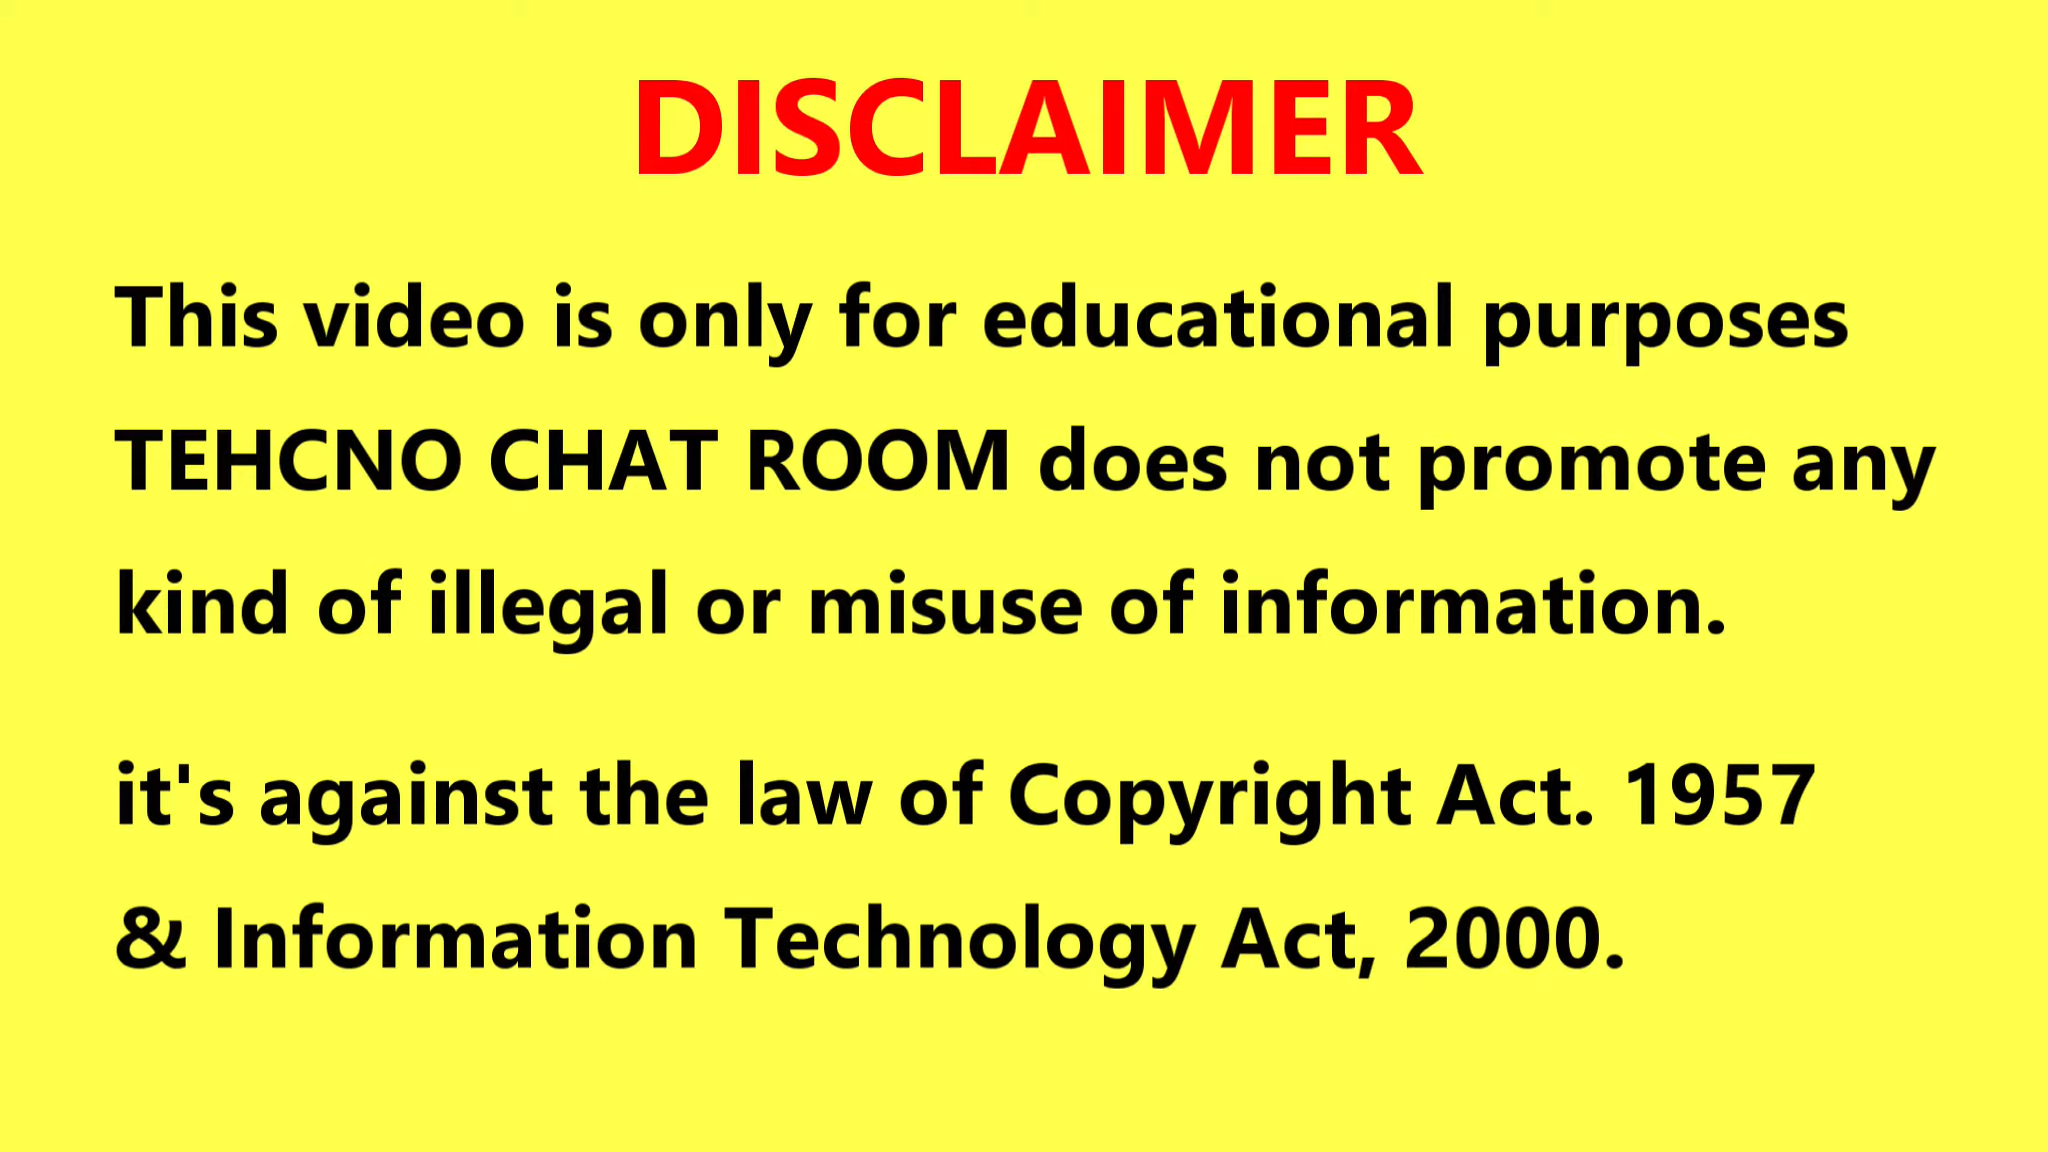 DISCLAIMER
This video is only for educational purposes
TEHCNO CHAT ROOM does not promote any
kind of illegal or misuse of information.
it's against the law of Copyright Act. 1957
& Information Technology Act, 2000.